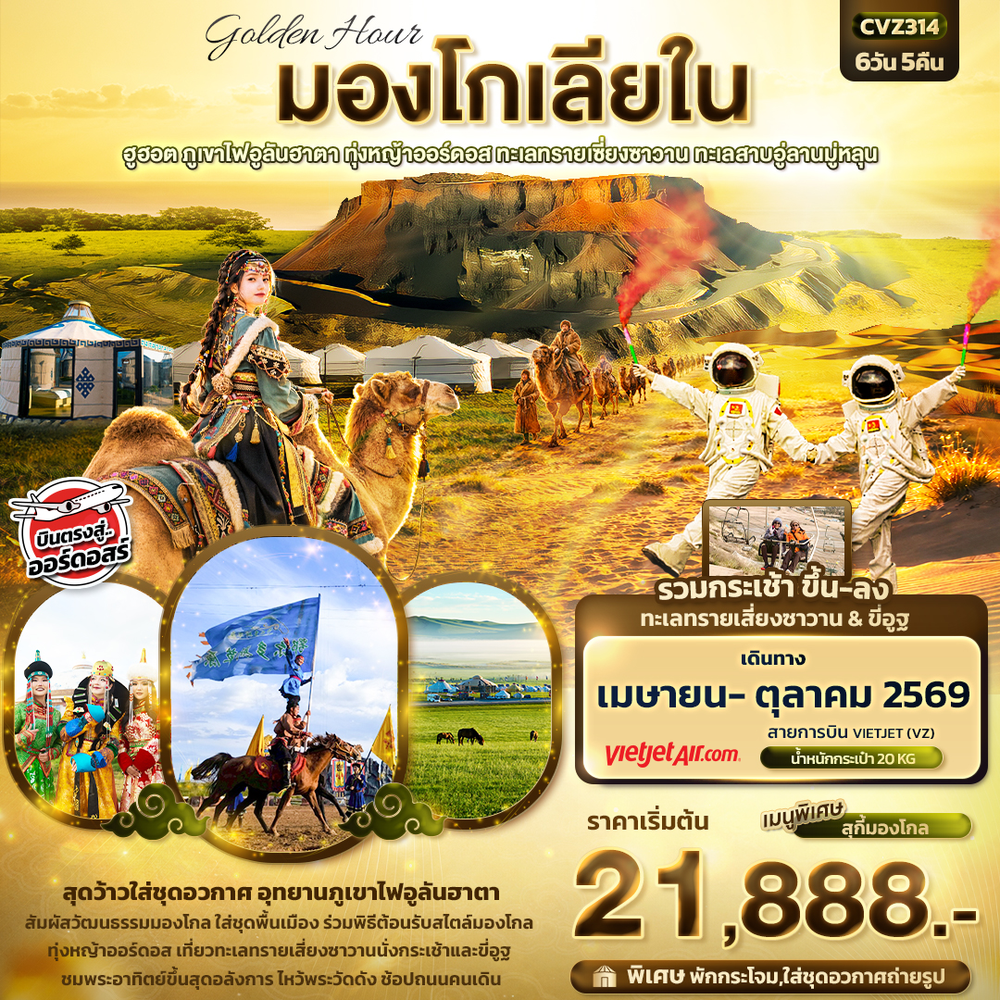 Golden Hour
CVZ314
6วัน 5คืน
มองโกเลียใน
ฮูฮอต ภูเขาไฟอูลันฮาตา ทุ่งหญ้าออร์ดอส ทะเลทรายเซี่ยงซาวาน ทะเลสาบอู่ลานมู่หลุน
บินตรงสู่..
ออร์ดอสร์
รวมกระเช้า ขึ้น-ลง
ทะเลทรายเสี่ยงซาวาน & ขี่อูฐ
เดินทาง
เมษายน- ตุลาคม 2569
สายการบิน VIETJET (VZ)
vietjetAir.com
น้ำหนักกระเป๋า 20 KG
ราคาเริ่มต้น
เมนูพิเศษ
สุกี้มองโกล
21,888.-
พิเศษ พักกระโจม,ใส่ชุดอวกาศถ่ายรูป
สุดว้าวใส่ชุดอวกาศ อุทยานภูเขาไฟอูลันฮาตา
สัมผัสวัฒนธรรมมองโกล ใส่ชุดพื้นเมือง ร่วมพิธีต้อนรับสไตล์มองโกล
ทุ่งหญ้าออร์ดอส เที่ยวทะเลทรายเสี่ยงซาวานนั่งกระเช้าและขี่อูฐ
ชมพระอาทิตย์ขึ้นสุดอลังการ ไหว้พระวัดดัง ช้อปถนนคนเดิน